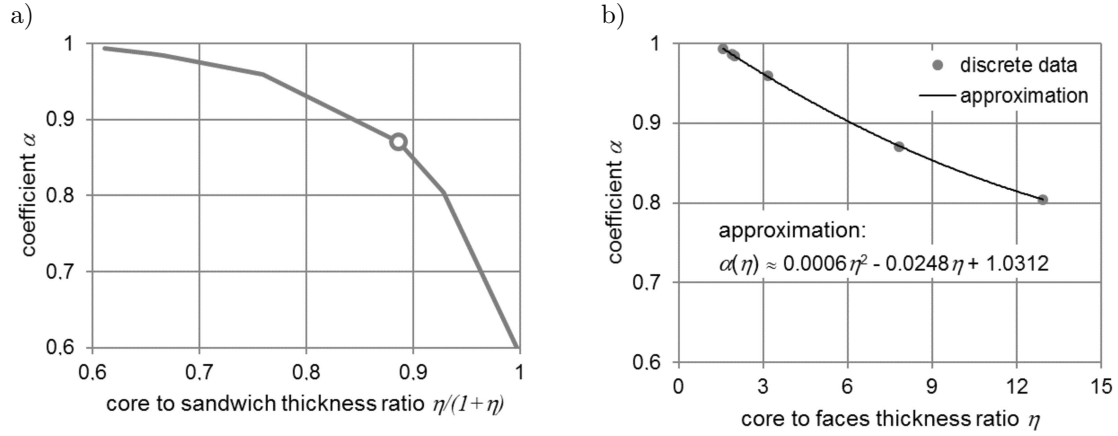 a)
1
0.9
0.8
0.7
0.6
coefficient α
0.6 0.7 0.8 0.9 1
core to sandwich thickness ratio η/(1+η)
b)
1
0.9
0.8
0.7
0.6
coefficient α
discrete data
approximation
approximation:
α(η) ≈ 0.0006η² - 0.0248η + 1.0312
0 3 6 9 12 15
core to faces thickness ratio η